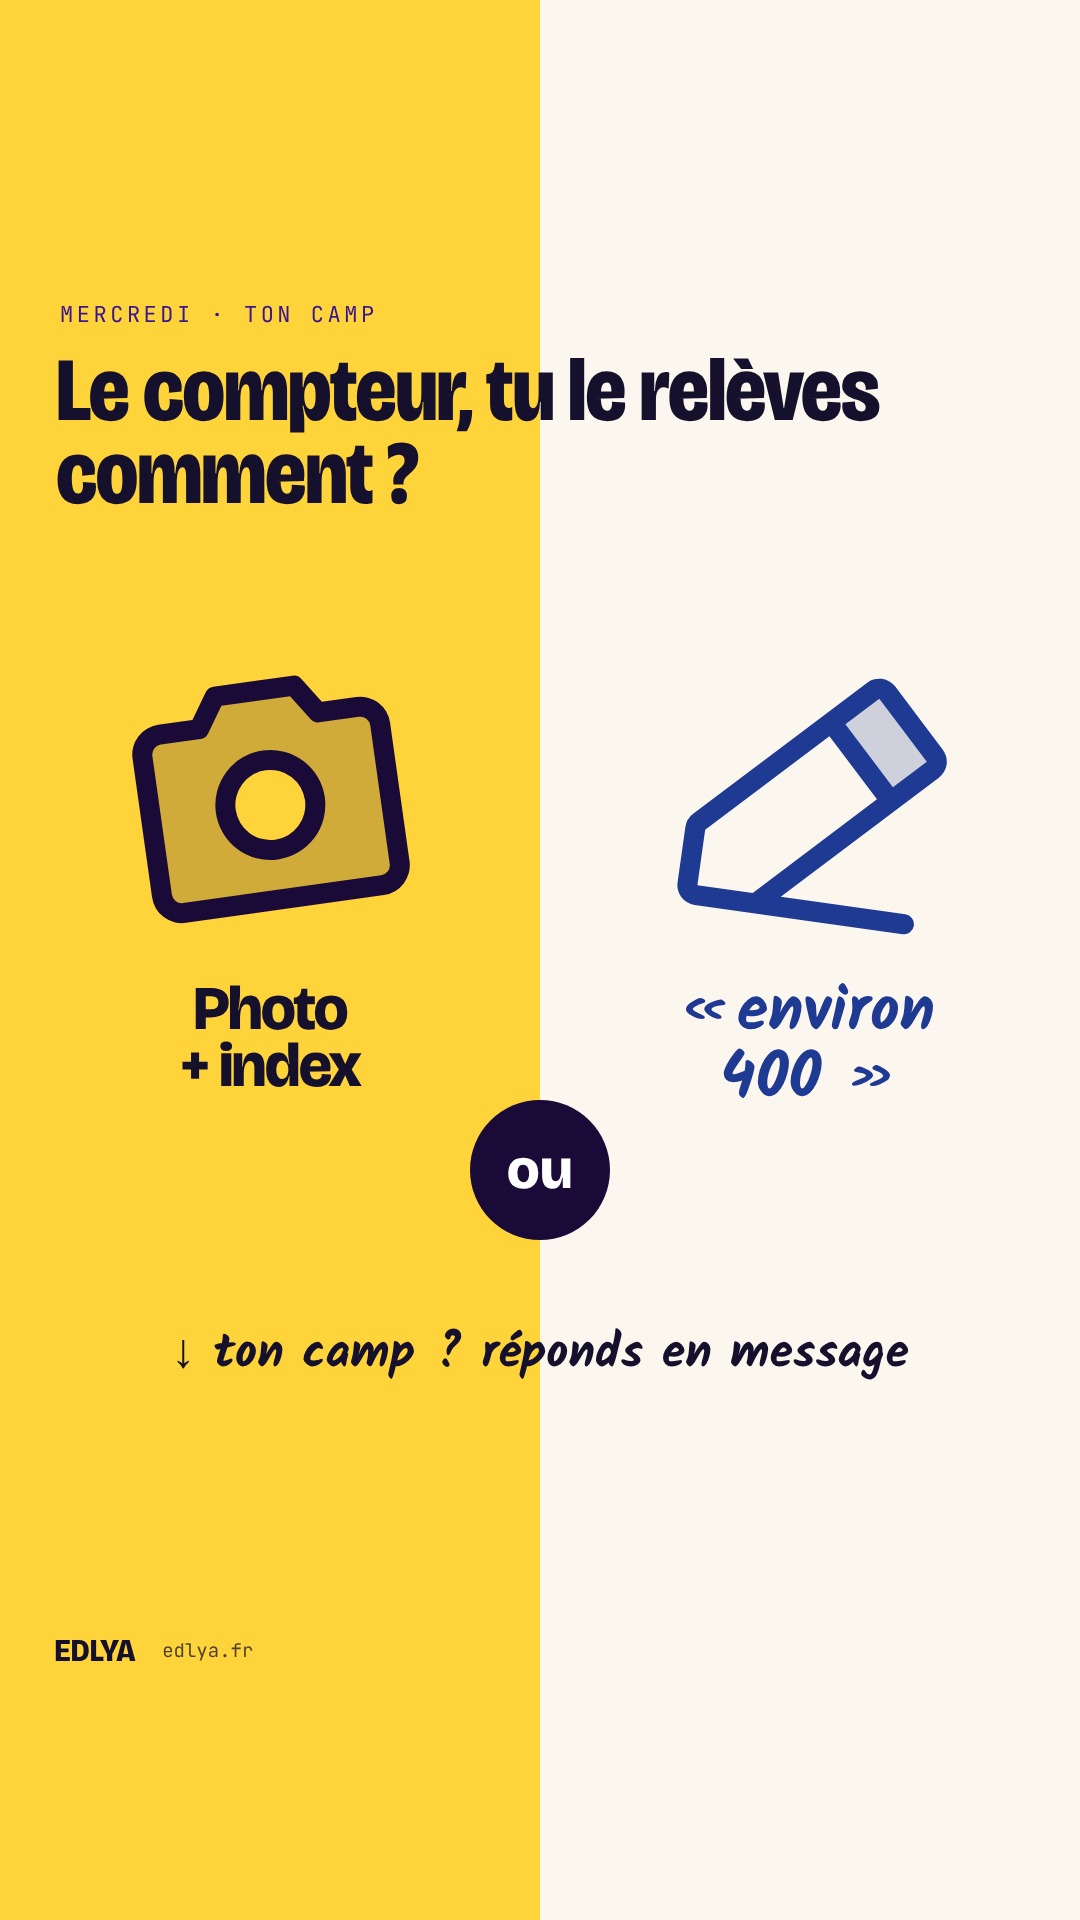 MERCREDI · TON CAMP
Le compteur, tu le relèves
comment ?
Photo
+ index
« environ
400 »
ou
↓ ton camp ? réponds en message
EDLYA edlya.fr